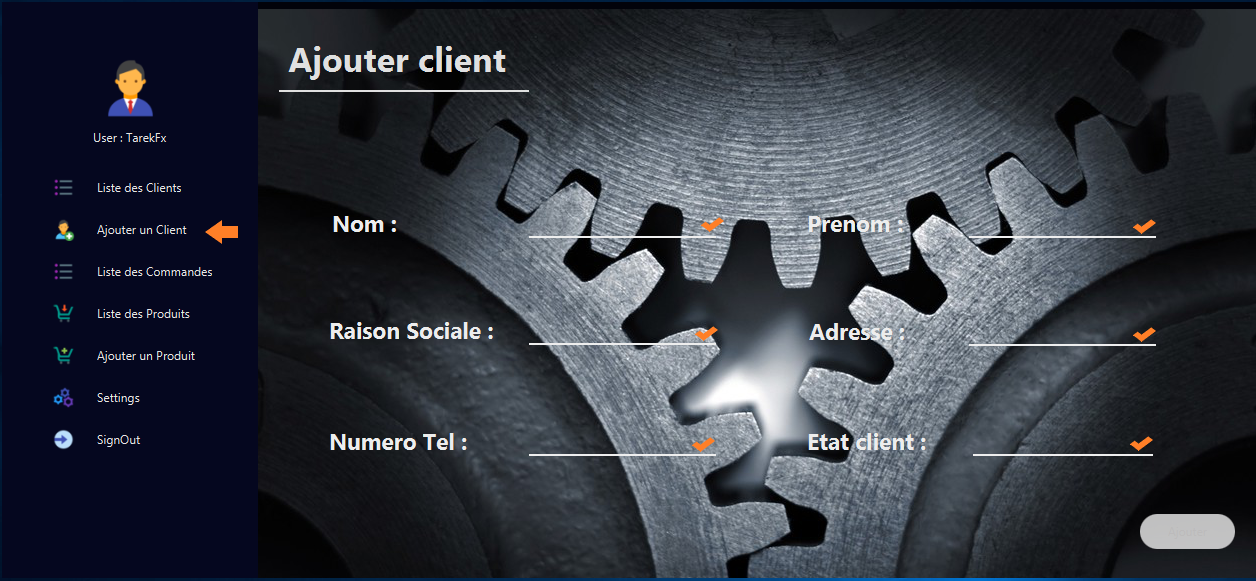 User : TarekFx
Liste des Clients
Ajouter un Client
Liste des Commandes
Liste des Produits
Ajouter un Produit
Settings
SignOut
Ajouter client
Nom :
Prenom :
Raison Sociale :
Adresse :
Numero Tel :
Etat client :